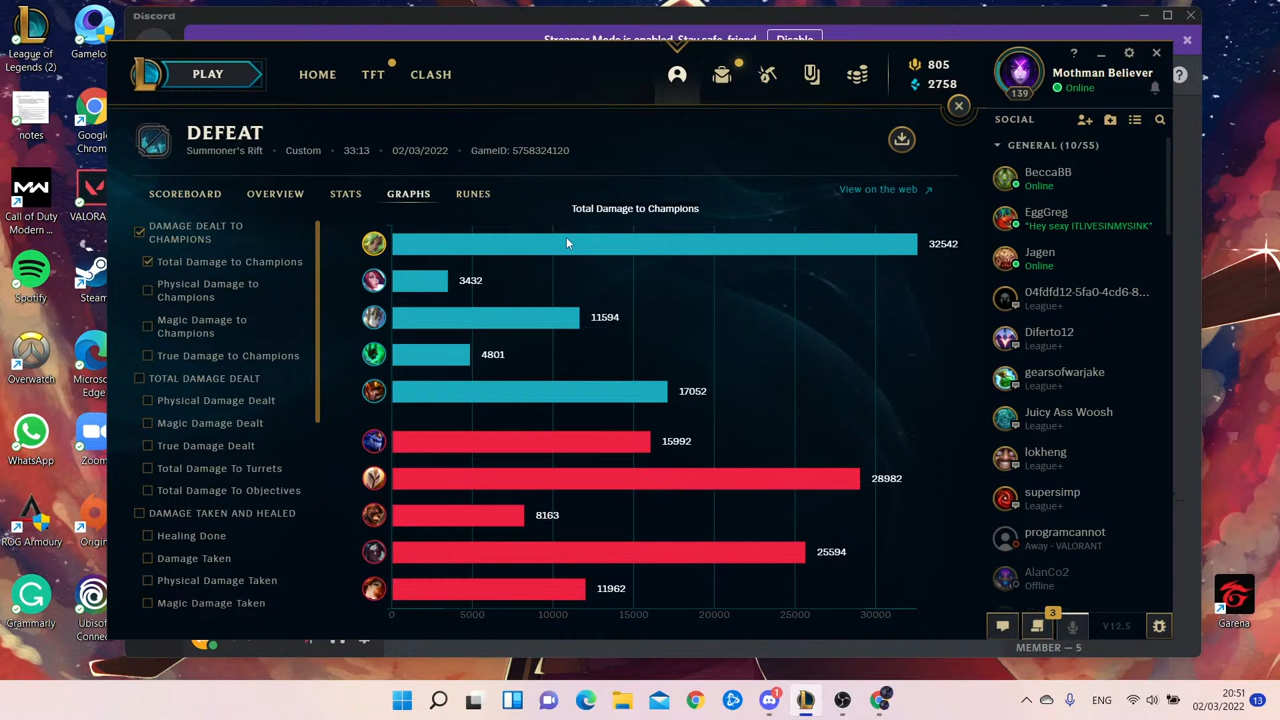 Discord
Streamer Mode is enabled. Stay safe, friend.
Disable
League of
Legends (2)
notes
Google
Chrom
Call of Duty
Modern ...
Spotify
Steam
Overwatch
Edge
WhatsApp
Zoom
ROG Armoury
Origin
Grammarly
Connec
Garena
PLAY
HOME
TFT
CLASH
805
2758
139
Mothman Believer
Online
DEFEAT
Summoner's Rift • Custom • 33:13 • 02/03/2022 • GameID: 5758324120
SCOREBOARD
OVERVIEW
STATS
GRAPHS
RUNES
View on the web
DAMAGE DEALT TO
CHAMPIONS
Total Damage to Champions
Physical Damage to
Champions
Magic Damage to
Champions
True Damage to Champions
TOTAL DAMAGE DEALT
Physical Damage Dealt
Magic Damage Dealt
True Damage Dealt
Total Damage To Turrets
Total Damage To Objectives
DAMAGE TAKEN AND HEALED
Healing Done
Damage Taken
Physical Damage Taken
Magic Damage Taken
Total Damage to Champions
32542
3432
11594
4801
17052
15992
28982
8163
25594
11962
0 5000 10000 15000 20000 25000 30000
SOCIAL
GENERAL (10/55)
BeccaBB
Online
EggGreg
"Hey sexy ITLIVESINMYSINK"
Jagen
Online
04fdfd12-5fa0-4cd6-8...
League+
Diferto12
League+
gearsofwarjake
League+
Juicy Ass Woosh
League+
lokheng
League+
supersimp
League+
programcannot
Away - VALORANT
AlanCo2
Offline
3
V12.5
MEMBER — 5
1
ENG
20:51
02/03/2022
13